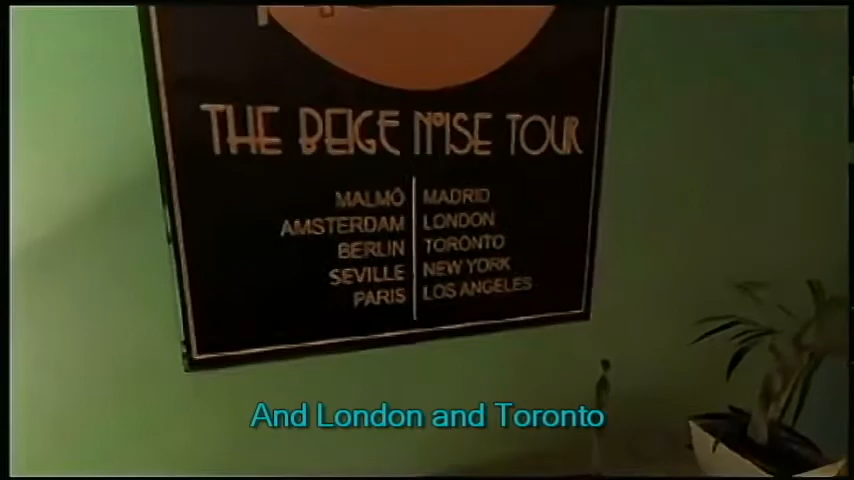 THE BEIGE NOISE TOUR
MALMÖ
AMSTERDAM
BERLIN
SEVILLE
PARIS
MADRID
LONDON
TORONTO
NEW YORK
LOS ANGELES
And London and Toronto